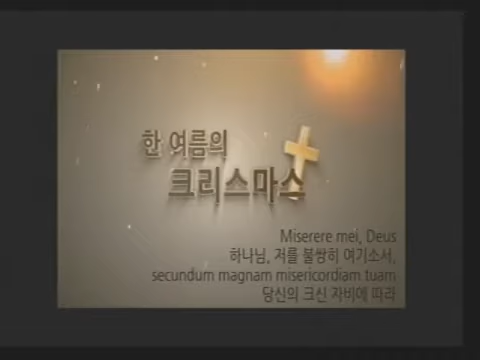 한 여름의
크리스마스
Miserere mei, Deus
하나님, 저를 불쌍히 여기소서,
secundum magnam misericordiam tuam
당신의 크신 자비에 따라